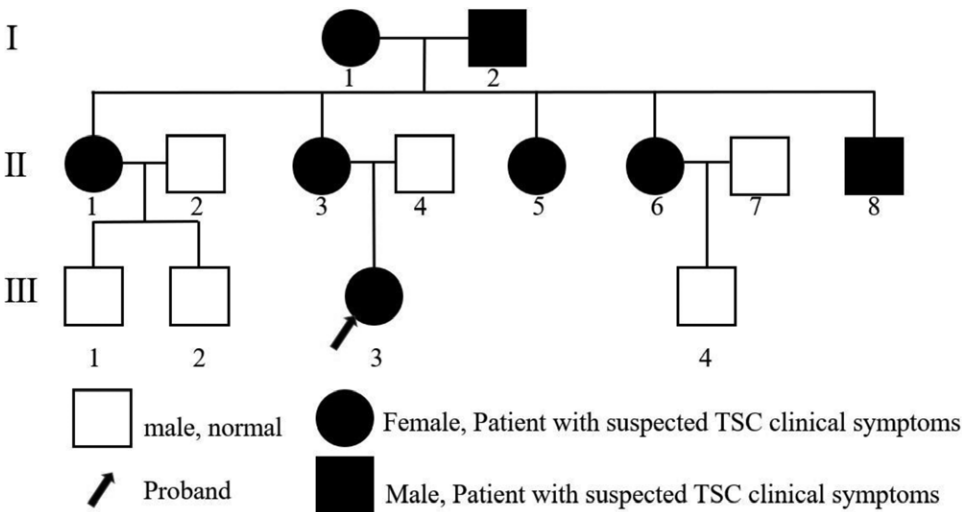 I
1 2
II
1 2 3 4 5 6 7 8
III
1 2 3 4
male, normal
Female, Patient with suspected TSC clinical symptoms
Proband
Male, Patient with suspected TSC clinical symptoms